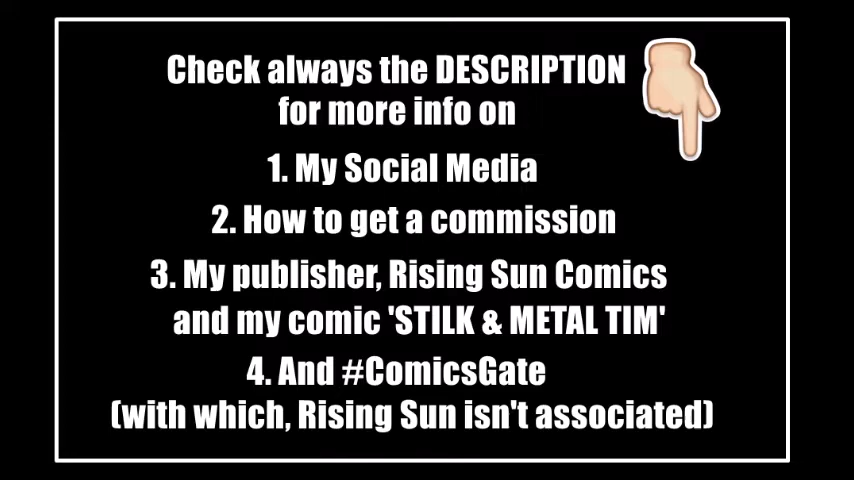 Check always the DESCRIPTION
for more info on
1. My Social Media
2. How to get a commission
3. My publisher, Rising Sun Comics
and my comic 'STILK & METAL TIM'
4. And #ComicsGate
(with which, Rising Sun isn't associated)